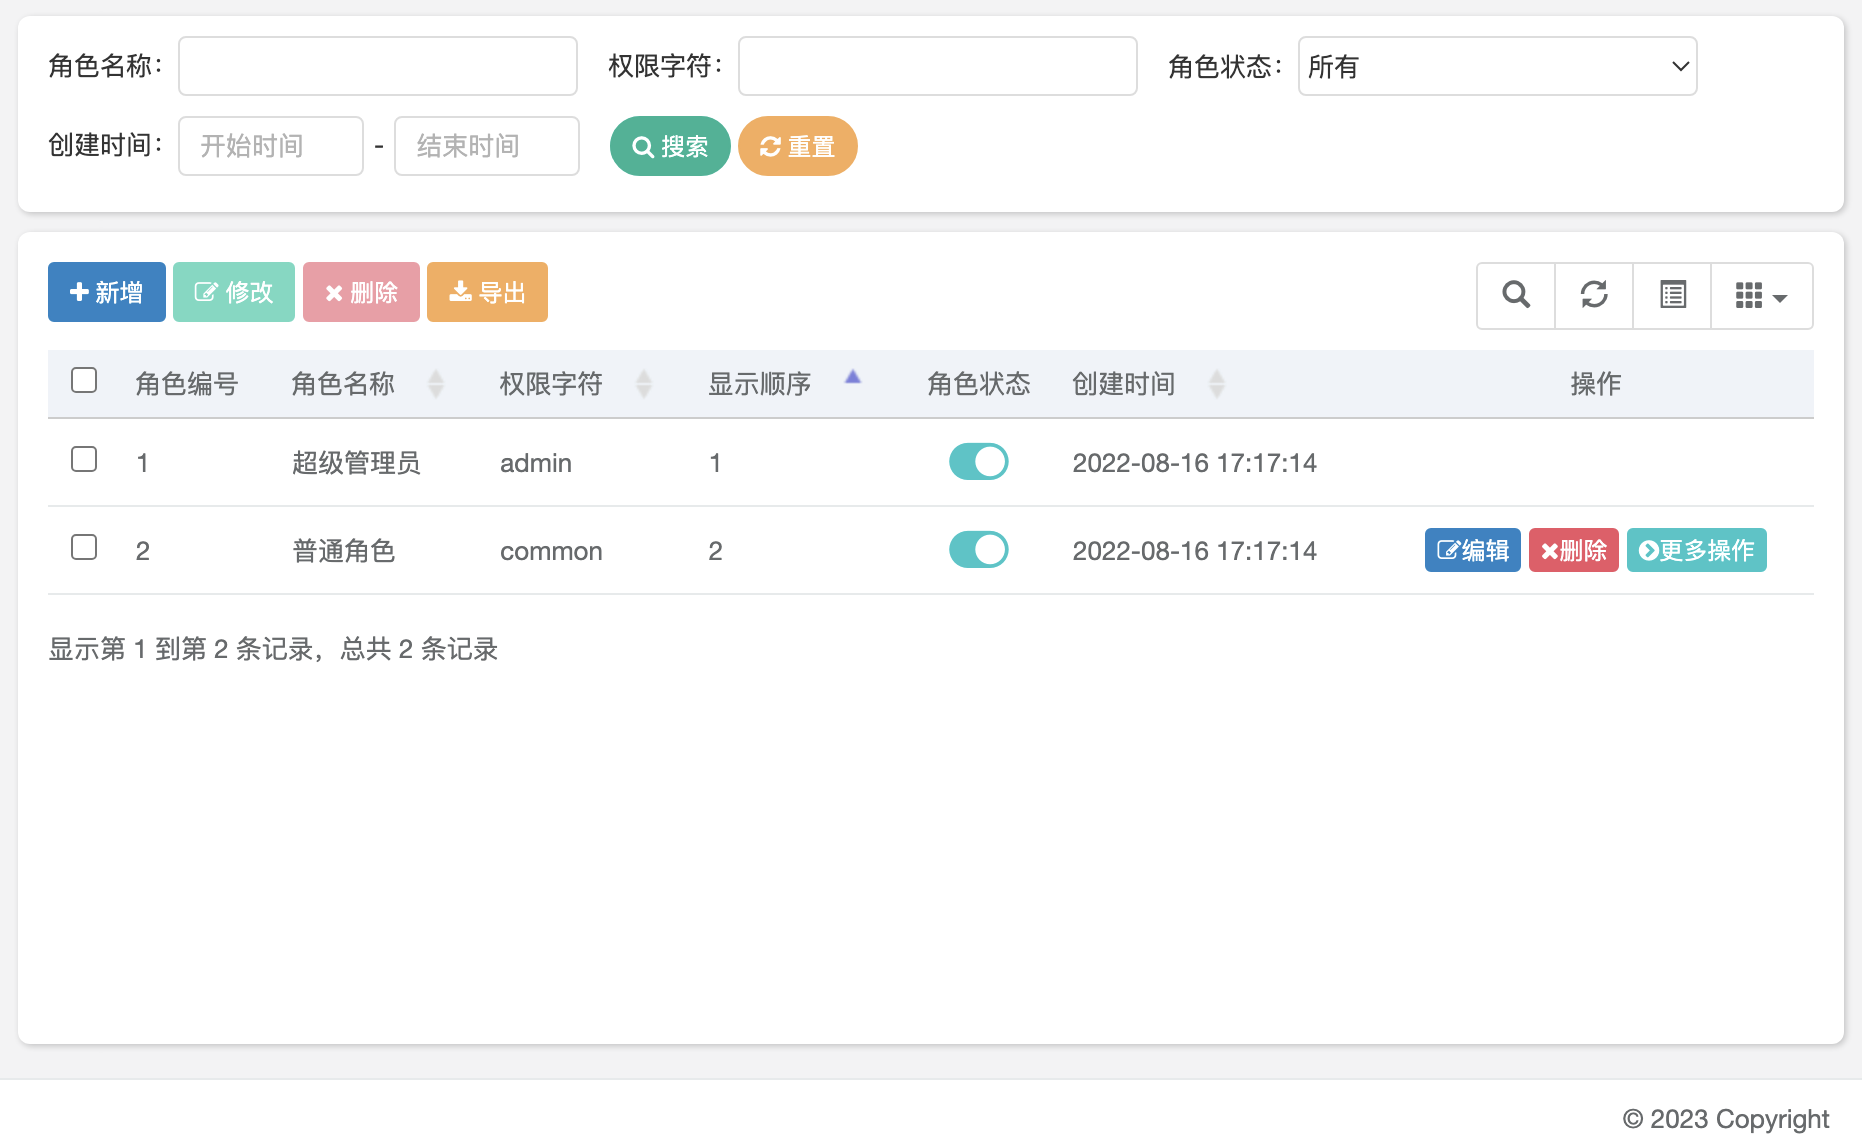 角色名称： 权限字符： 角色状态： 所有
创建时间： 开始时间 - 结束时间 搜索 重置
新增 修改 删除 导出
角色编号 角色名称 权限字符 显示顺序 角色状态 创建时间 操作
1 超级管理员 admin 1 2022-08-16 17:17:14
2 普通角色 common 2 2022-08-16 17:17:14 编辑 删除 更多操作
显示第 1 到第 2 条记录，总共 2 条记录
© 2023 Copyright